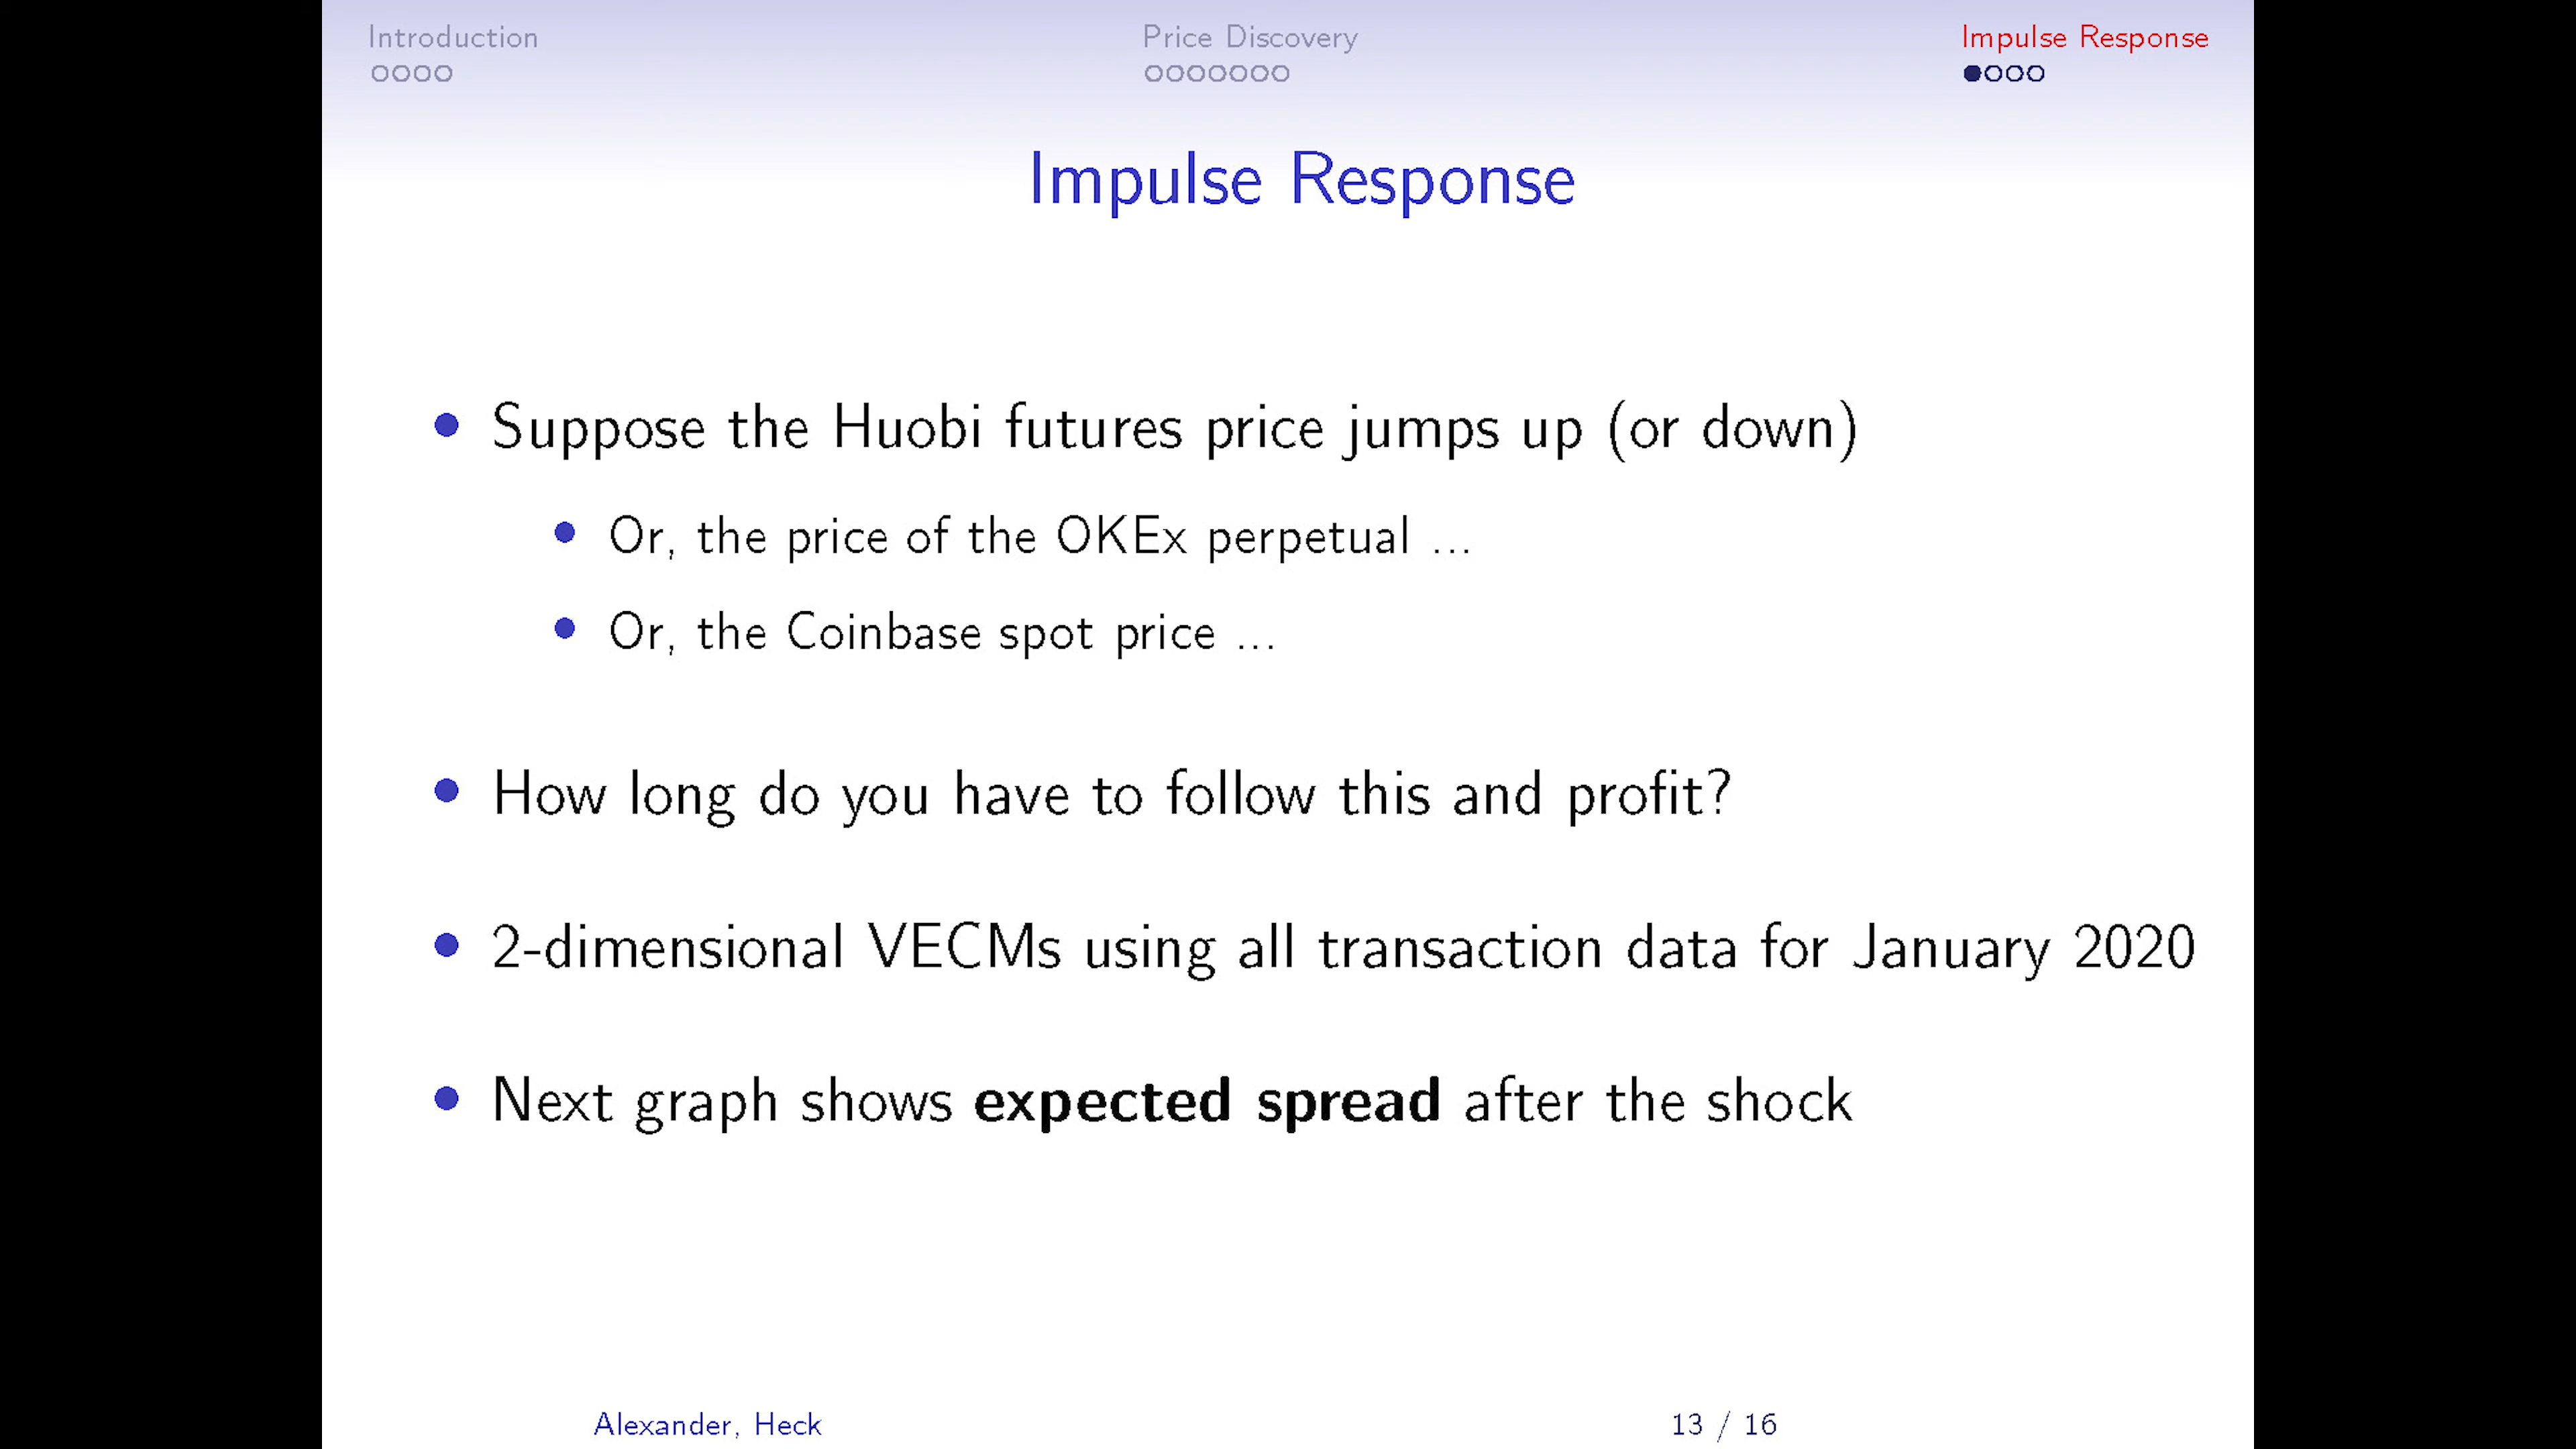 Introduction
Price Discovery
Impulse Response
Impulse Response
Suppose the Huobi futures price jumps up (or down)
Or, the price of the OKEx perpetual ...
Or, the Coinbase spot price ...
How long do you have to follow this and profit?
2-dimensional VECMs using all transaction data for January 2020
Next graph shows expected spread after the shock
Alexander, Heck
13 / 16